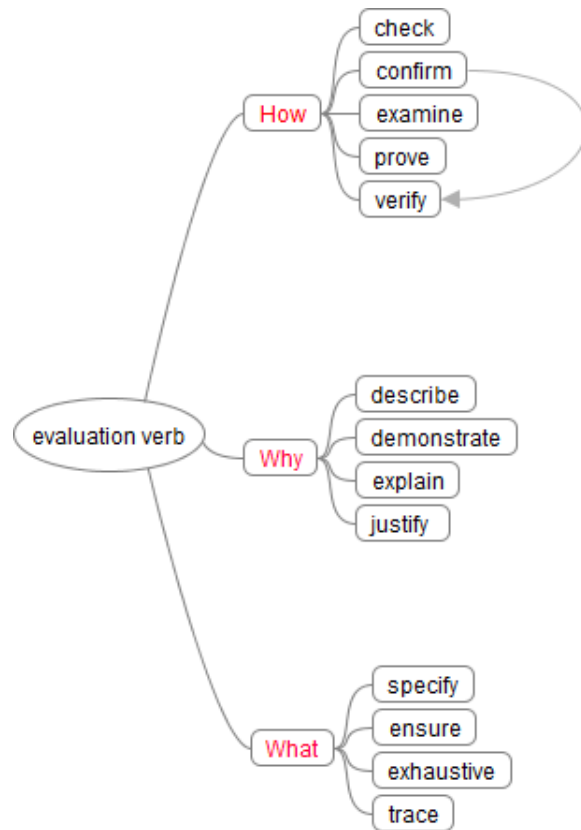 check
confirm
How
examine
prove
verify
describe
evaluation verb
demonstrate
Why
explain
justify
specify
ensure
What
exhaustive
trace